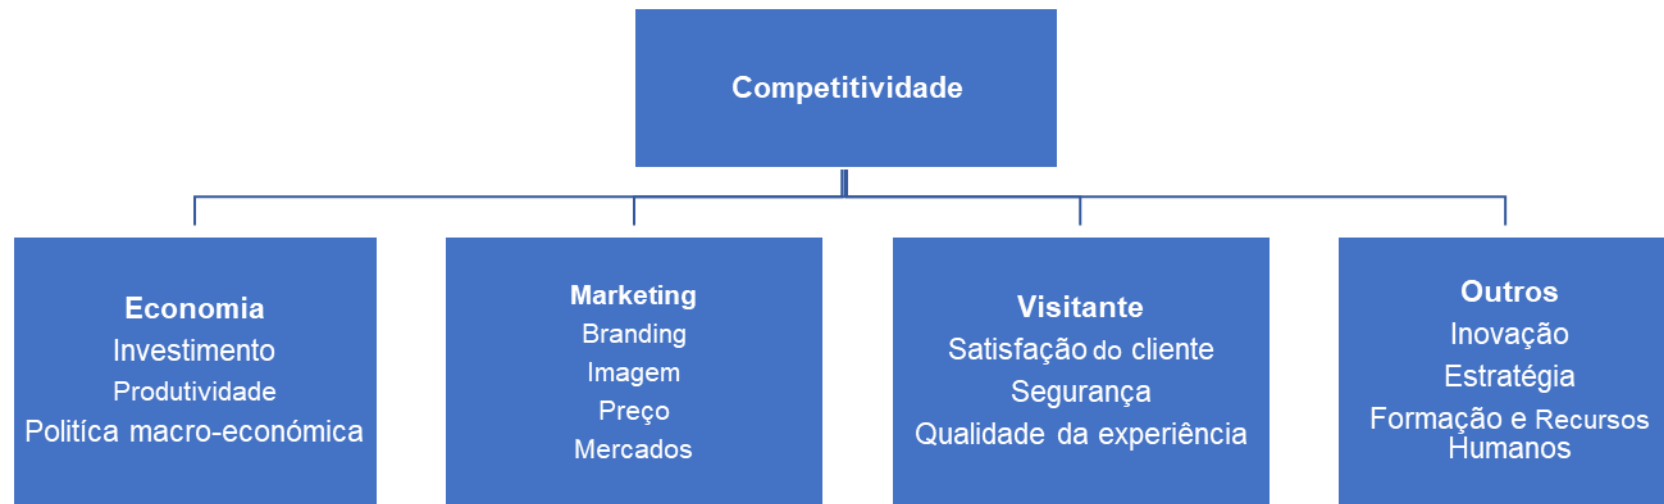 Competitividade
Economia
Investimento
Produtividade
Politíca macro-económica
Marketing
Branding
Imagem
Preço
Mercados
Visitante
Satisfação do cliente
Segurança
Qualidade da experiência
Outros
Inovação
Estratégia
Formação e Recursos
Humanos